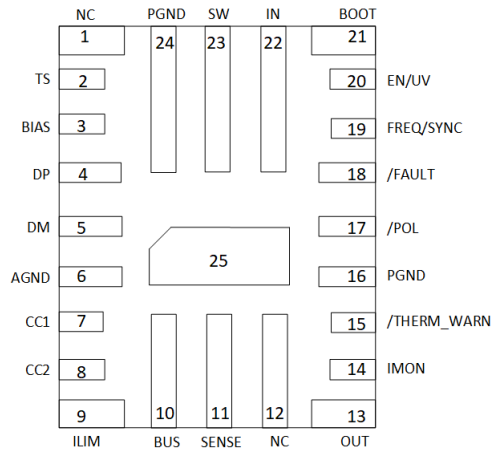 NC PGND SW IN BOOT
1 24 23 22 21
TS 2 20 EN/UV
BIAS 3 19 FREQ/SYNC
DP 4 18 /FAULT
DM 5 17 /POL
25
AGND 6 16 PGND
CC1 7 15 /THERM_WARN
CC2 8 14 IMON
9 10 11 12 13
ILIM BUS SENSE NC OUT